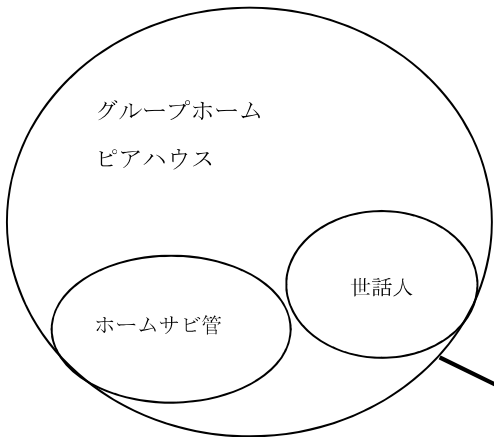 グループホーム
ピアハウス
世話人
ホームサビ管